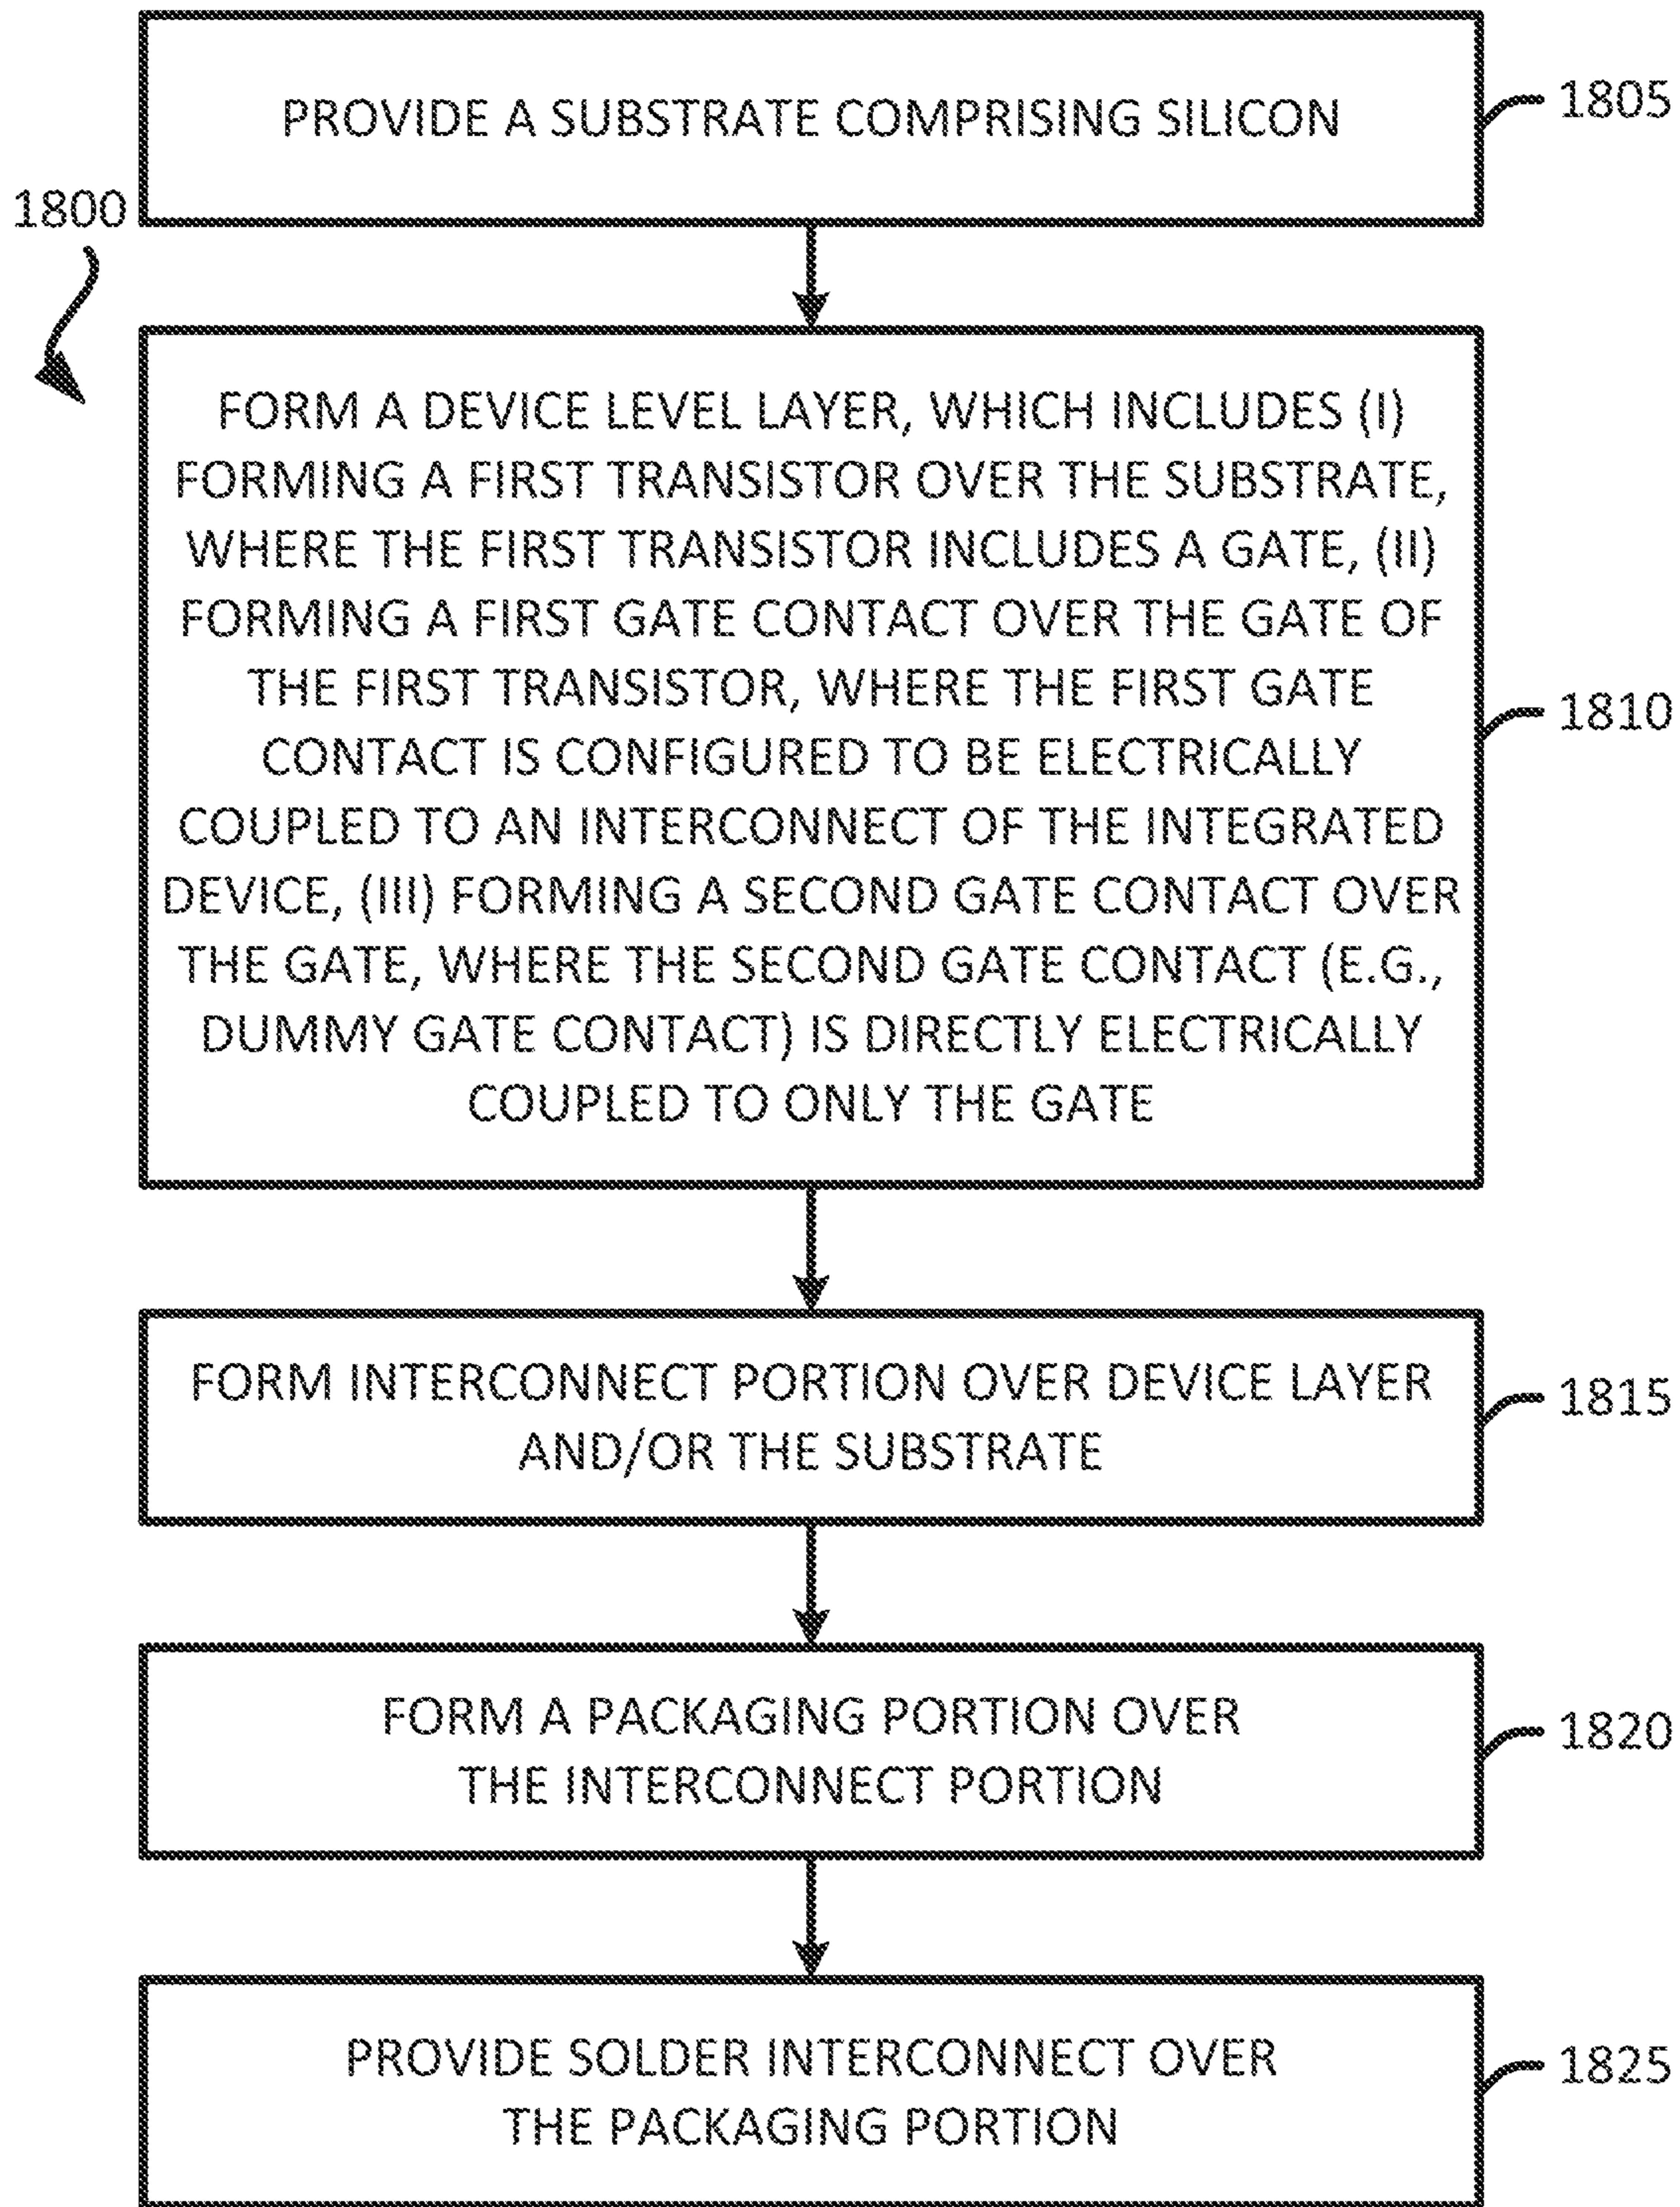 PROVIDE A SUBSTRATE COMPRISING SILICON
1805
1800
FORM A DEVICE LEVEL LAYER, WHICH INCLUDES (I)
FORMING A FIRST TRANSISTOR OVER THE SUBSTRATE,
WHERE THE FIRST TRANSISTOR INCLUDES A GATE, (II)
FORMING A FIRST GATE CONTACT OVER THE GATE OF
THE FIRST TRANSISTOR, WHERE THE FIRST GATE
CONTACT IS CONFIGURED TO BE ELECTRICALLY
COUPLED TO AN INTERCONNECT OF THE INTEGRATED
DEVICE, (III) FORMING A SECOND GATE CONTACT OVER
THE GATE, WHERE THE SECOND GATE CONTACT (E.G.,
DUMMY GATE CONTACT) IS DIRECTLY ELECTRICALLY
COUPLED TO ONLY THE GATE
1810
FORM INTERCONNECT PORTION OVER DEVICE LAYER
AND/OR THE SUBSTRATE
1815
FORM A PACKAGING PORTION OVER
THE INTERCONNECT PORTION
1820
PROVIDE SOLDER INTERCONNECT OVER
THE PACKAGING PORTION
1825